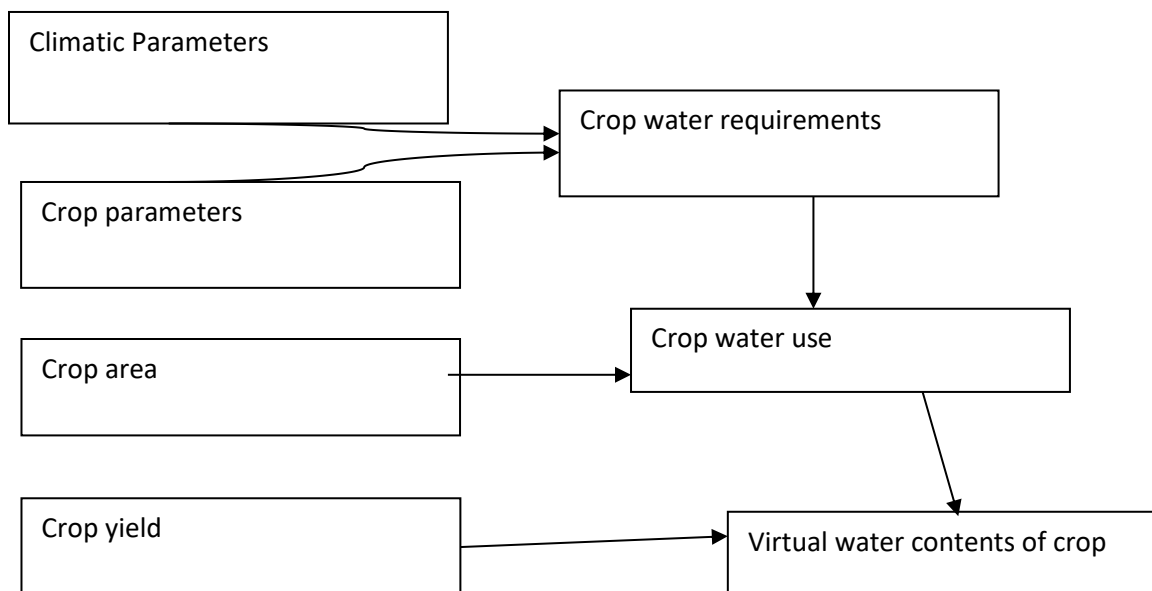 Climatic Parameters
Crop water requirements
Crop parameters
Crop water use
Crop area
Crop yield
Virtual water contents of crop